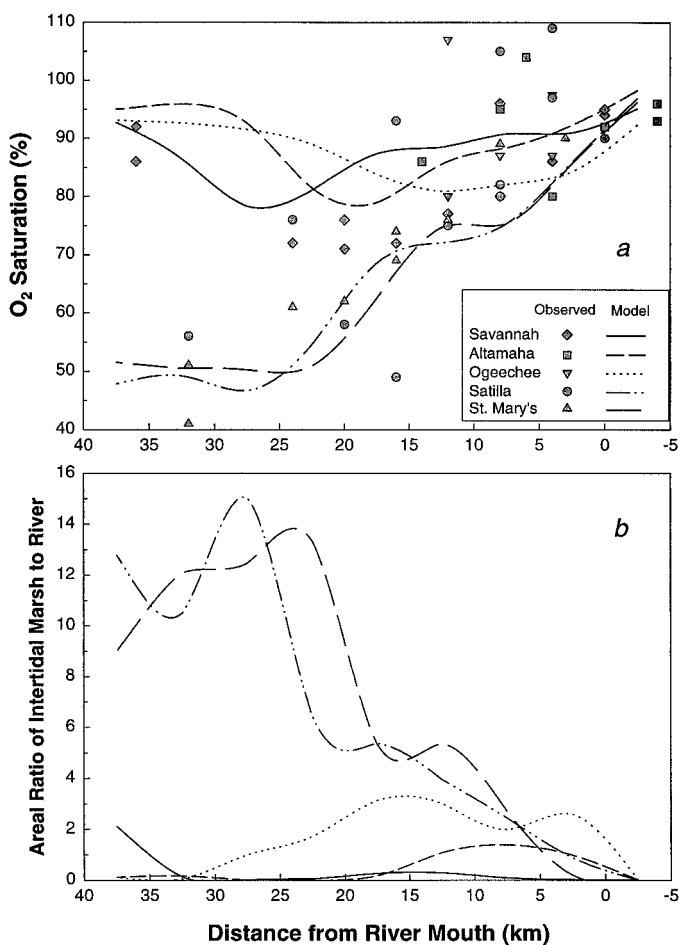 110
100
90
80
70
60
50
40
O2 Saturation (%)
a
Observed Model
Savannah
Altamaha
Ogeechee
Satilla
St. Mary's
40 35 30 25 20 15 10 5 0 -5
16
14
12
10
8
6
4
2
0
Areal Ratio of Intertidal Marsh to River
b
40 35 30 25 20 15 10 5 0 -5
Distance from River Mouth (km)